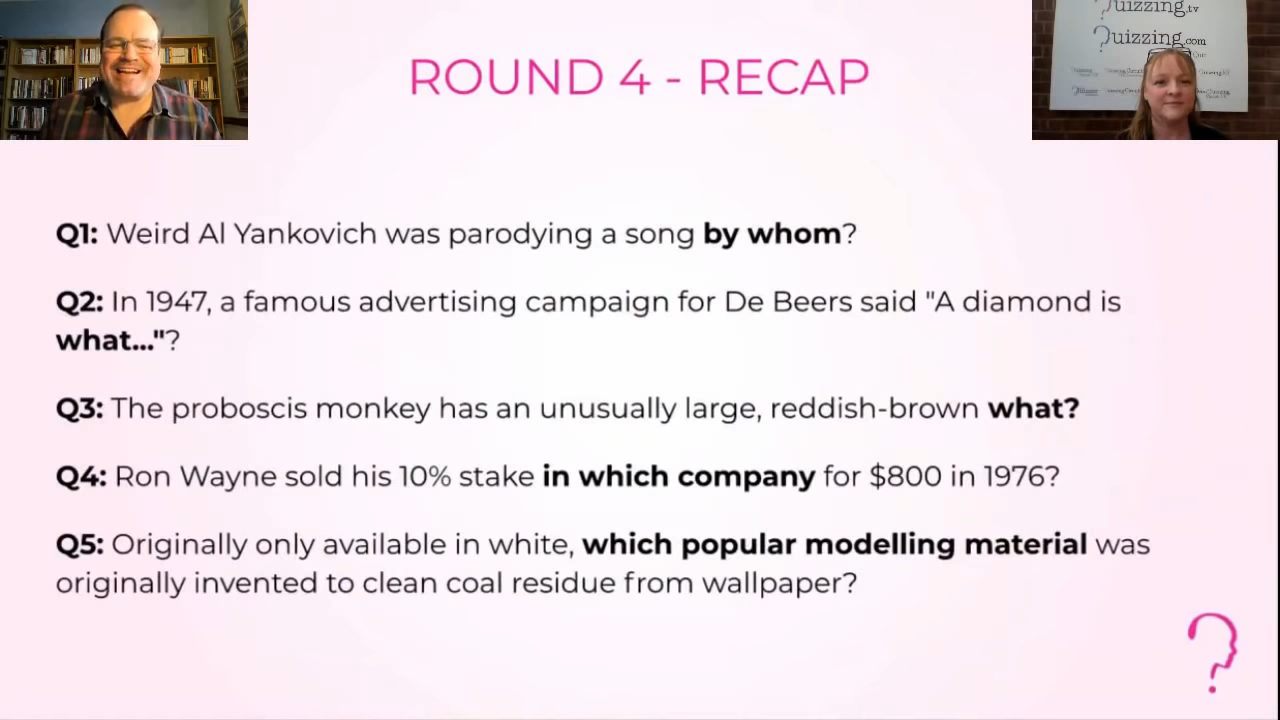 ?uizzing.tv
?uizzing.com
ROUND 4 - RECAP
Q1: Weird Al Yankovich was parodying a song by whom?
Q2: In 1947, a famous advertising campaign for De Beers said "A diamond is
what..."?
Q3: The proboscis monkey has an unusually large, reddish-brown what?
Q4: Ron Wayne sold his 10% stake in which company for $800 in 1976?
Q5: Originally only available in white, which popular modelling material was
originally invented to clean coal residue from wallpaper?